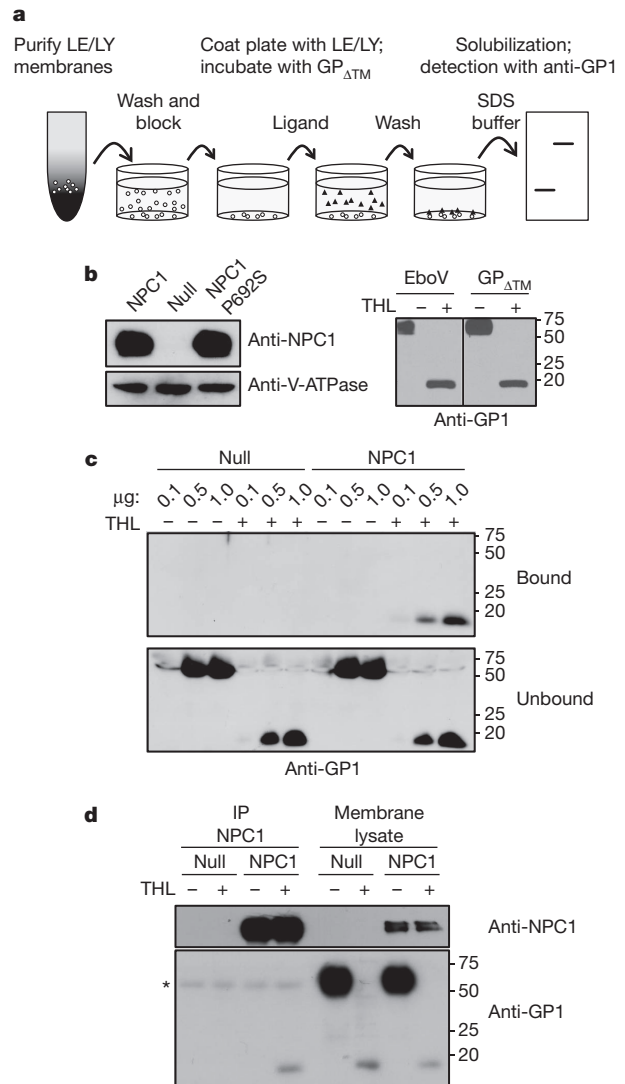 a
Purify LE/LY membranes
Coat plate with LE/LY; incubate with GPΔTM
Solubilization; detection with anti-GP1
Wash and block
Ligand
Wash
SDS buffer
b
NPC1
Null
NPC1 P692S
Anti-NPC1
Anti-V-ATPase
EboV GPΔTM
THL – + – +
75
50
25
20
Anti-GP1
c
Null NPC1
μg: 0.1 0.5 1.0 0.1 0.5 1.0 0.1 0.5 1.0 0.1 0.5 1.0
THL – – – + + + – – – + + +
75
50
25
20
Bound
75
50
25
20
Unbound
Anti-GP1
d
IP NPC1
Membrane lysate
Null NPC1 Null NPC1
THL – + – + – + – +
Anti-NPC1
*
75
50
25
20
Anti-GP1